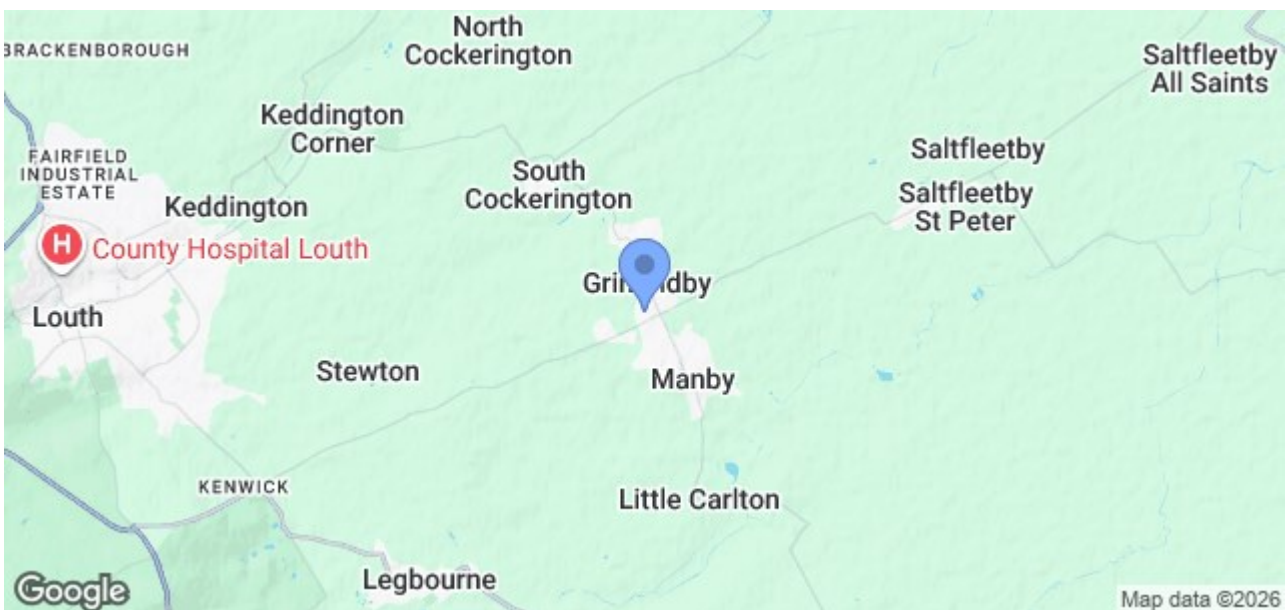 North
Cockerington
BRACKENBOROUGH
Saltfleetby
All Saints
Keddington
Corner
FAIRFIELD
INDUSTRIAL
ESTATE
Saltfleetby
South
Cockerington
Saltfleetby
St Peter
Keddington
H
County Hospital Louth
Louth
Stewton
Manby
KENWICK
Little Carlton
Legbourne
Google
Map data ©2026